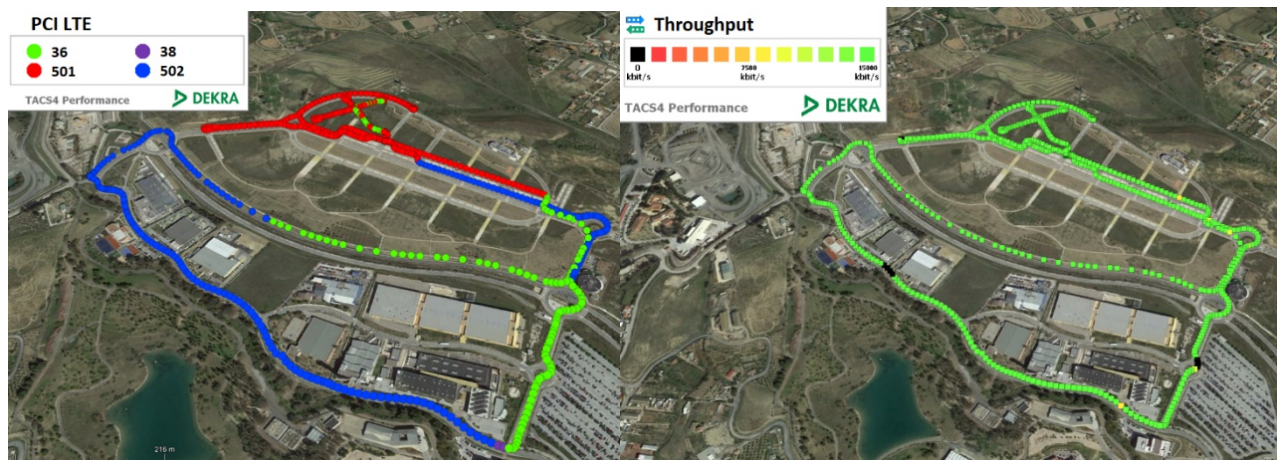 PCI LTE
36 38
501 502
TACS4 Performance DEKRA
216 m
Throughput
0 7500 15000
kbit/s kbit/s kbit/s
TACS4 Performance DEKRA